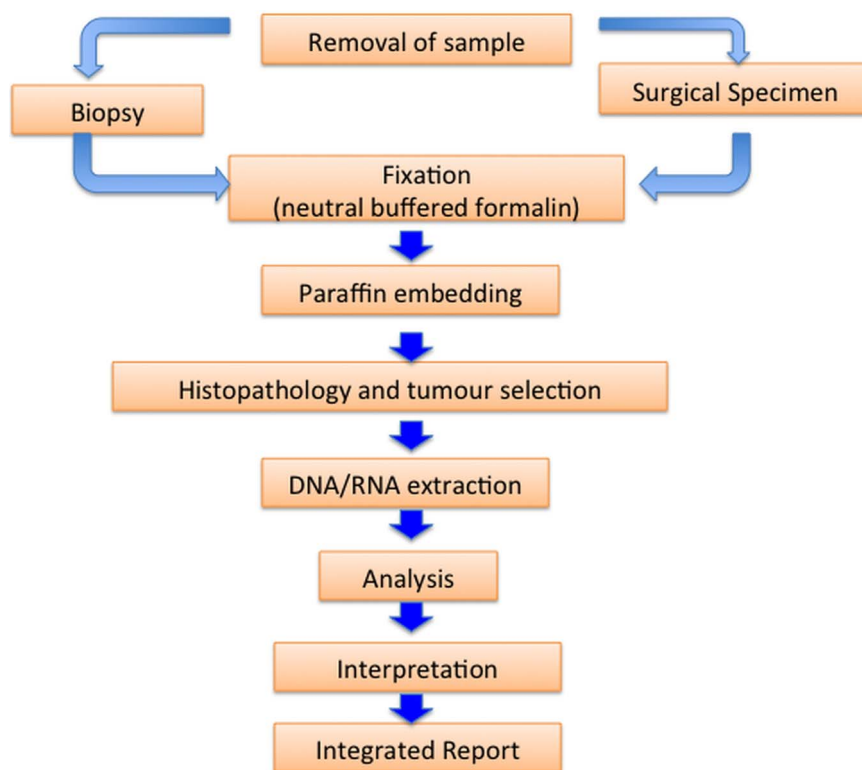 Removal of sample
Biopsy
Surgical Specimen
Fixation
(neutral buffered formalin)
Paraffin embedding
Histopathology and tumour selection
DNA/RNA extraction
Analysis
Interpretation
Integrated Report